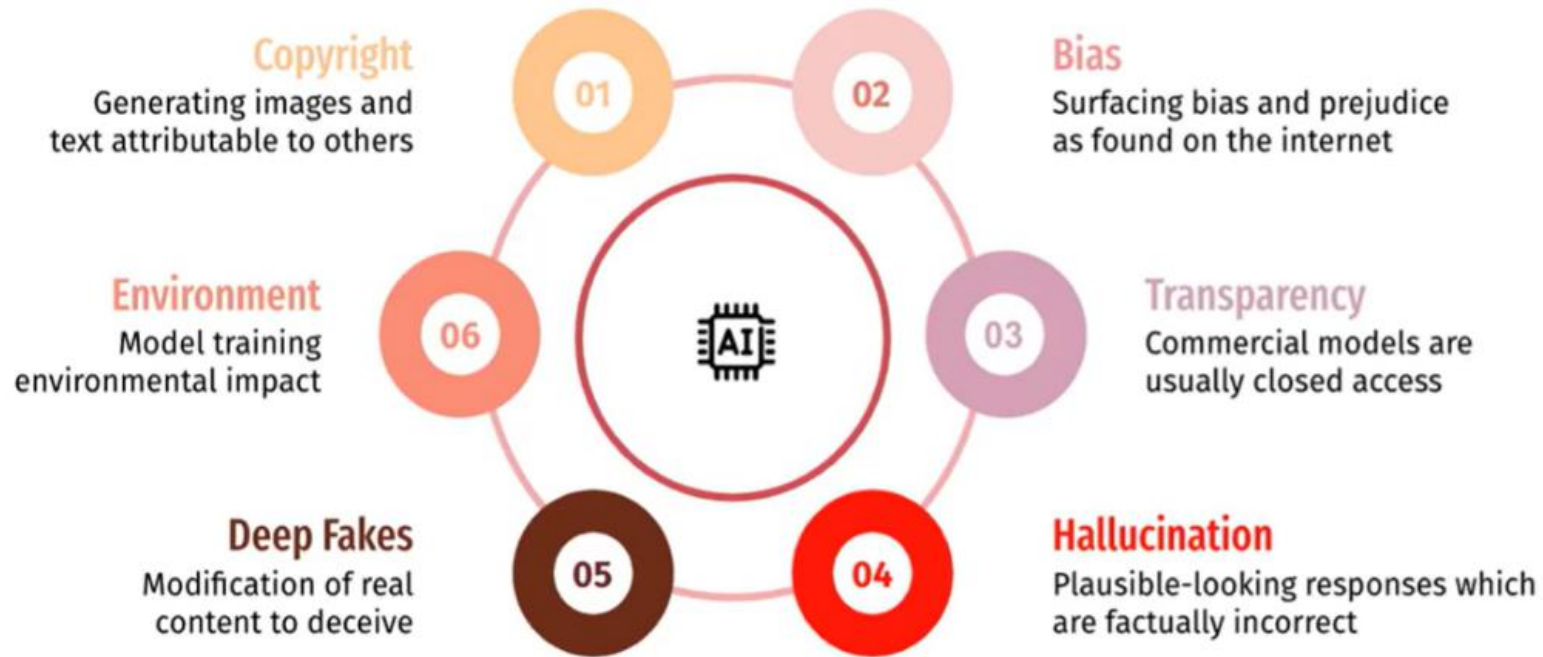 Copyright
Generating images and
text attributable to others
01
02
Bias
Surfacing bias and prejudice
as found on the internet
Environment
Model training
environmental impact
06
AI
03
Transparency
Commercial models are
usually closed access
Deep Fakes
Modification of real
content to deceive
05
04
Hallucination
Plausible-looking responses which
are factually incorrect